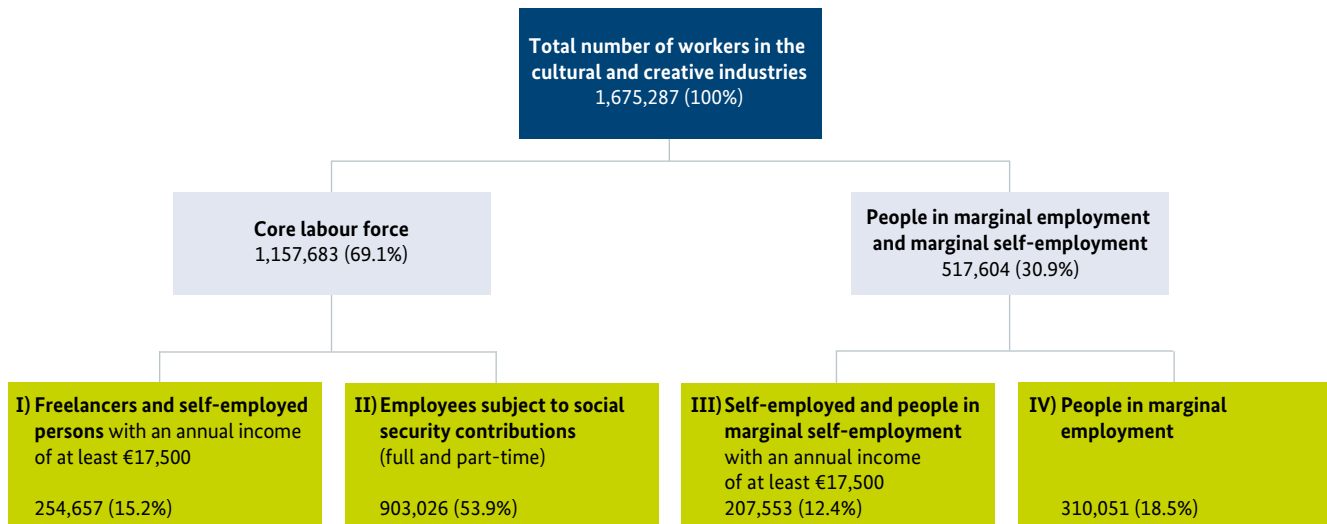 Total number of workers in the
cultural and creative industries
1,675,287 (100%)
Core labour force
1,157,683 (69.1%)
People in marginal employment
and marginal self-employment
517,604 (30.9%)
I) Freelancers and self-employed
persons with an annual income
of at least €17,500
254,657 (15.2%)
II) Employees subject to social
security contributions
(full and part-time)
903,026 (53.9%)
III) Self-employed and people in
marginal self-employment
with an annual income
of at least €17,500
207,553 (12.4%)
IV) People in marginal
employment
310,051 (18.5%)